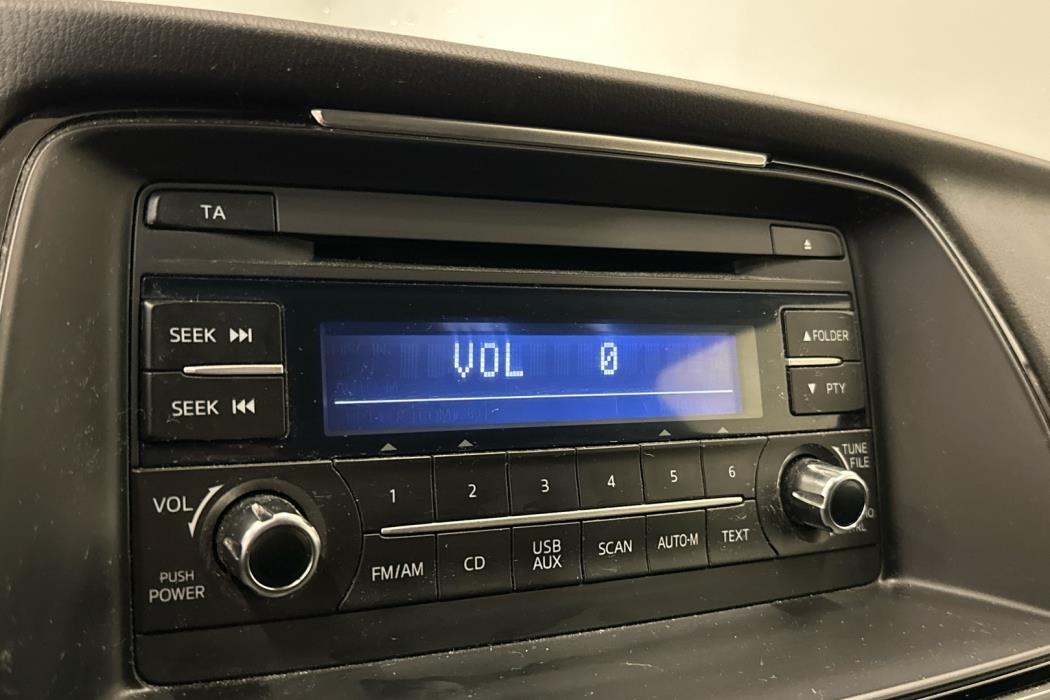 TA
SEEK
SEEK
VOL 0
FOLDER
PTY
VOL
PUSH
POWER
1 2 3 4 5 6
FM/AM CD USB
AUX SCAN AUTO-M TEXT
TUNE
FILE